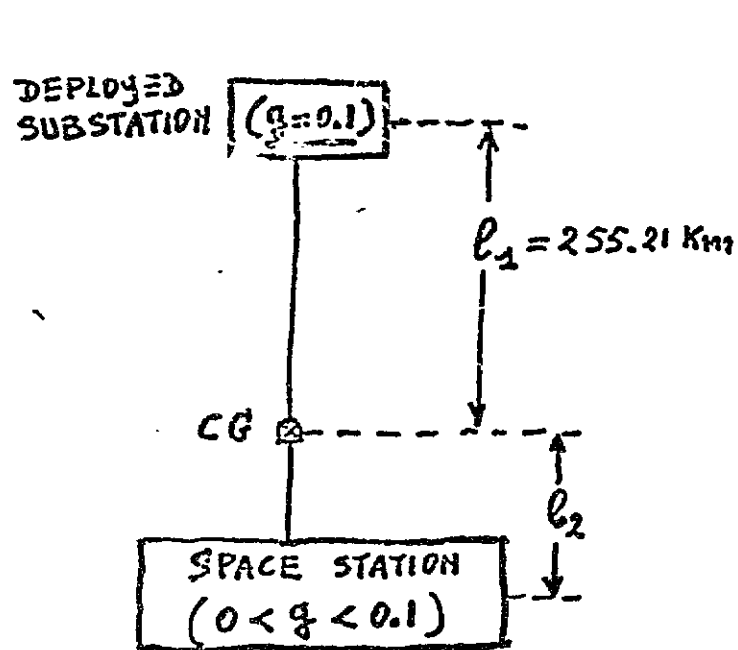 DEPLOYED
SUBSTATION
(g=0.1)
ℓ₁ = 255.21 Km
CG
ℓ₂
SPACE STATION
(0 < g < 0.1)